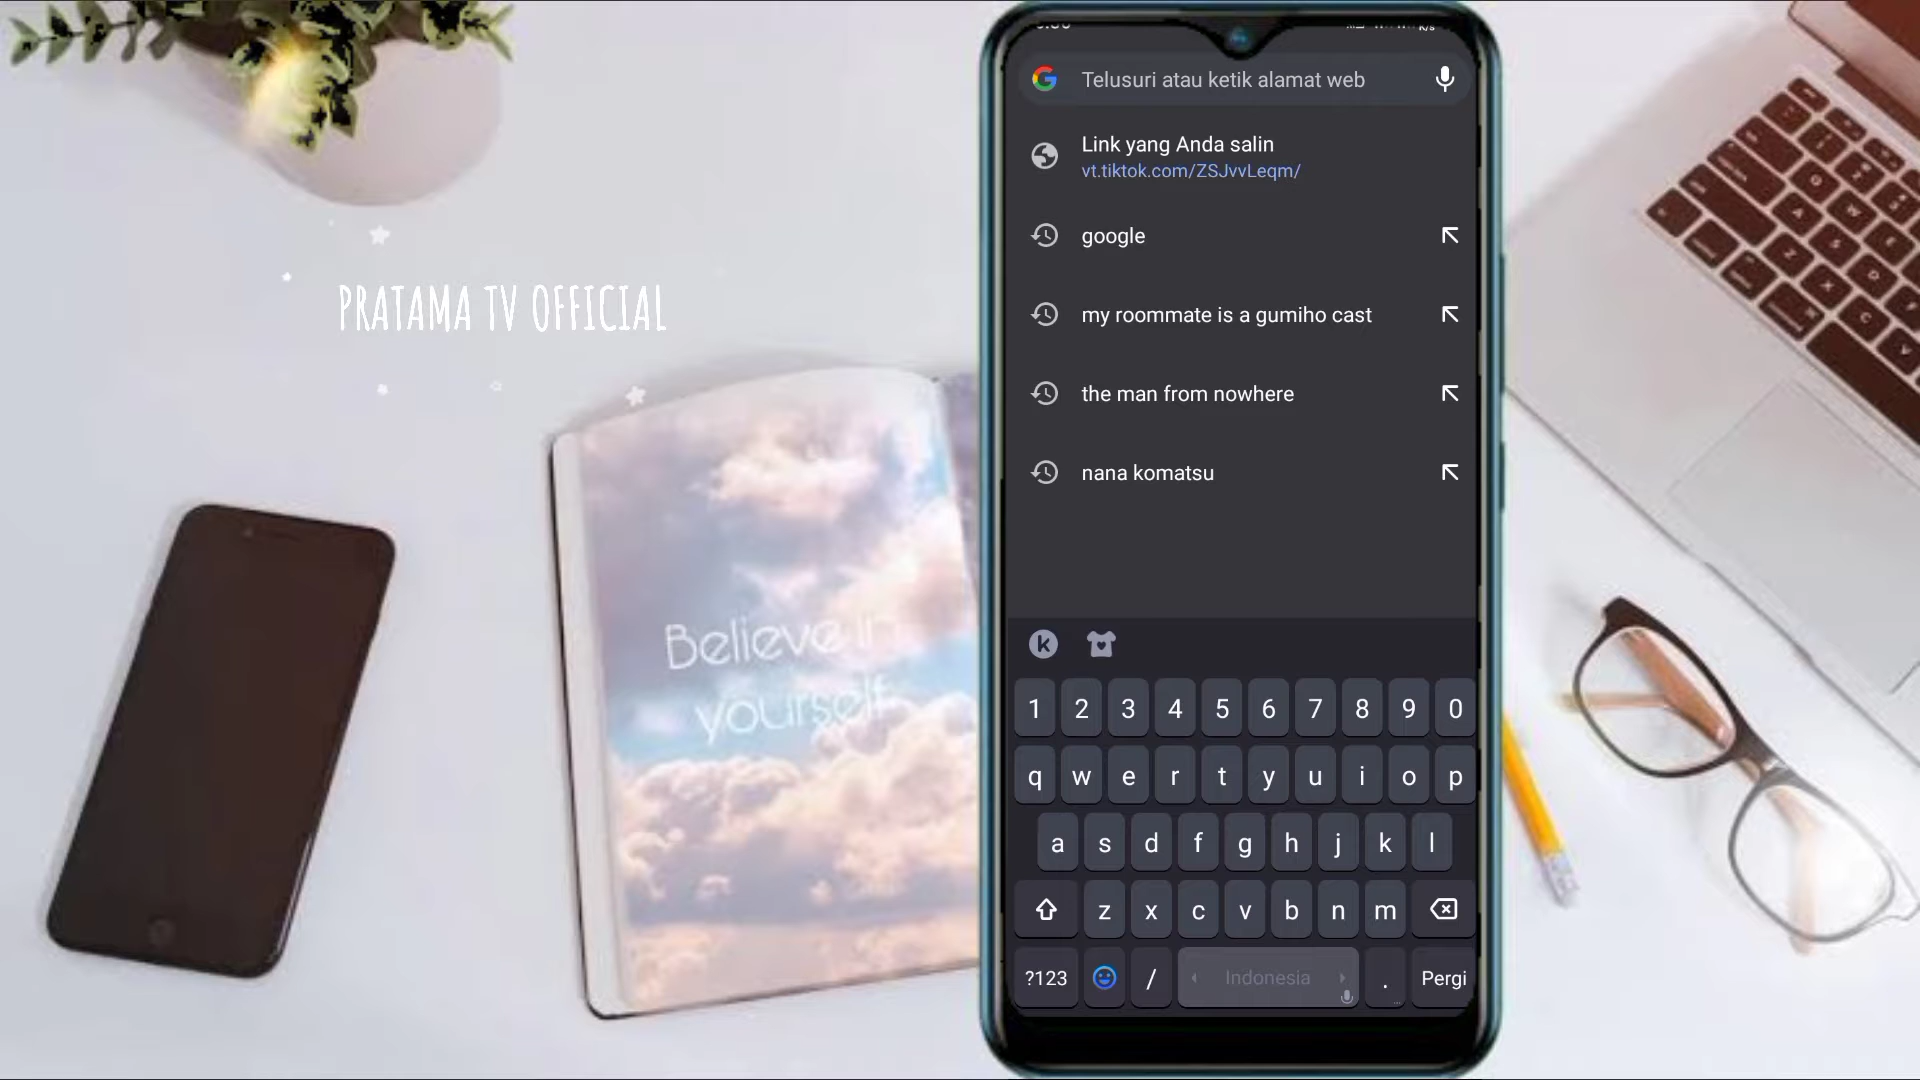 PRATAMA TV OFFICIAL
Believe in
yourself
Telusuri atau ketik alamat web
Link yang Anda salin
vt.tiktok.com/ZSJvvLeqm/
google
my roommate is a gumiho cast
the man from nowhere
nana komatsu
1 2 3 4 5 6 7 8 9 0
q w e r t y u i o p
a s d f g h j k l
z x c v b n m
?123 / Indonesia . Pergi